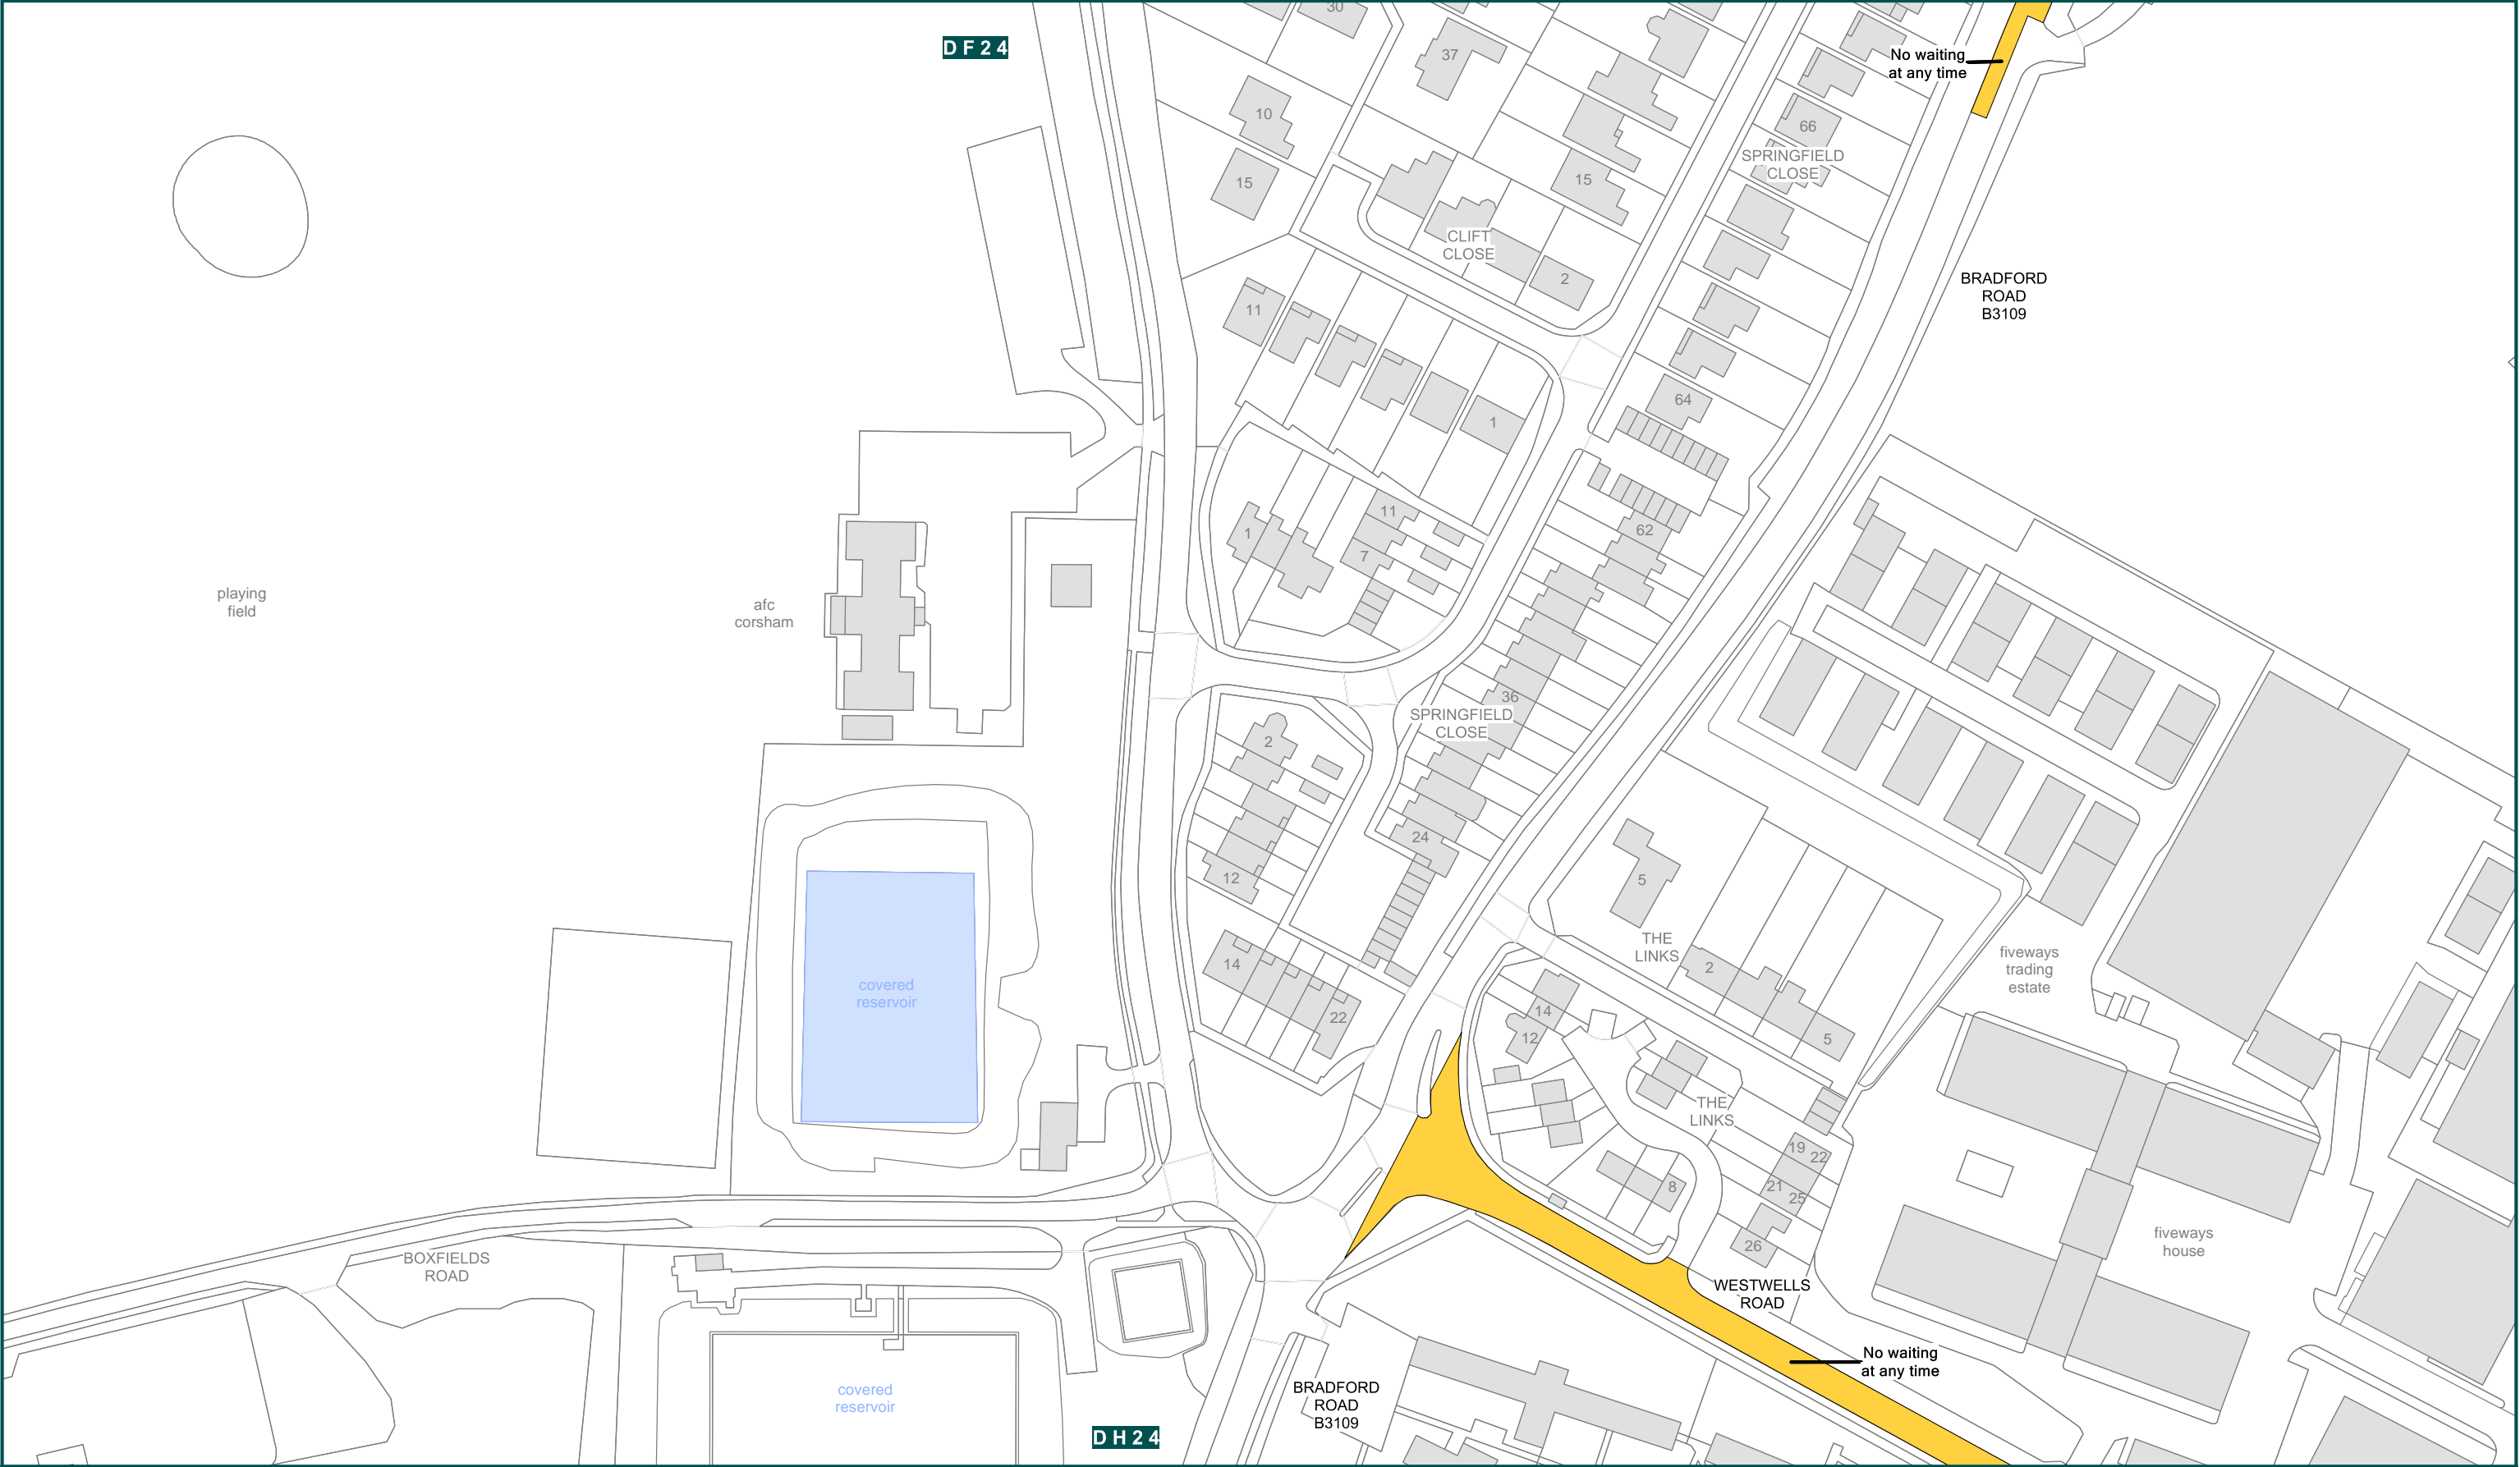 30
D F 2 4
37
No waiting
at any time
10
66
SPRINGFIELD
CLOSE
15
15
CLIFT
CLOSE
2
BRADFORD
ROAD
B3109
11
64
1
11
62
1
7
playing
field
afc
corsham
36
SPRINGFIELD
CLOSE
2
24
12
5
14
THE
LINKS
2
fiveways
trading
estate
covered
reservoir
14
22
12
5
THE
LINKS
19
22
8
21
25
26
fiveways
house
BOXFIELDS
ROAD
WESTWELLS
ROAD
No waiting
at any time
covered
reservoir
BRADFORD
ROAD
B3109
D H 2 4